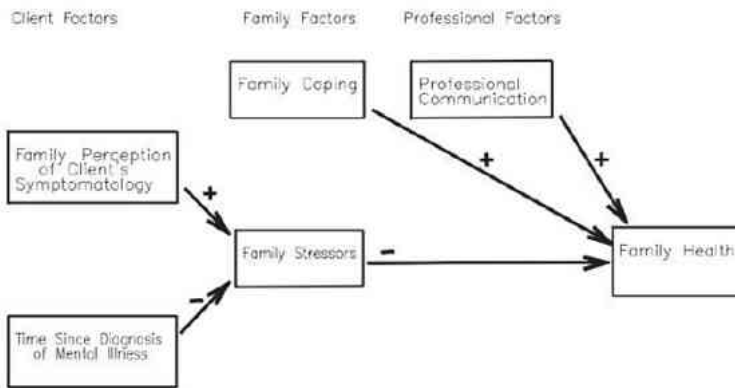 Client Factors
Family Factors
Professional Factors
Family Coping
Professional
Communication
+
+
Family Perception
of Client's
Symptomatology
+
Family Stressors
-
Family Health
-
Time Since Diagnosis
of Mental Illness